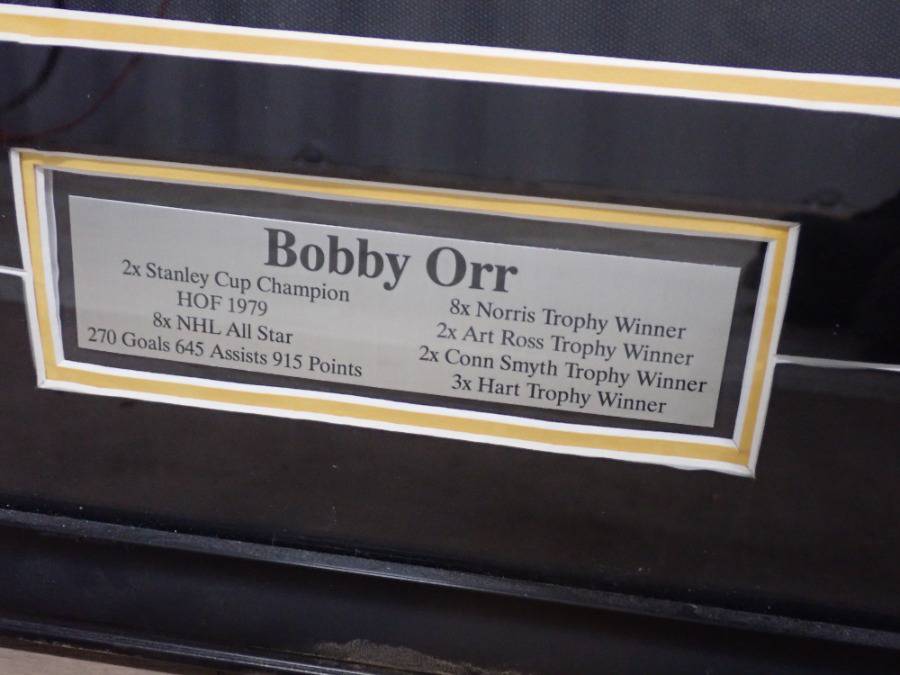 Bobby Orr
2x Stanley Cup Champion
HOF 1979
8x NHL All Star
270 Goals 645 Assists 915 Points
8x Norris Trophy Winner
2x Art Ross Trophy Winner
2x Conn Smyth Trophy Winner
3x Hart Trophy Winner